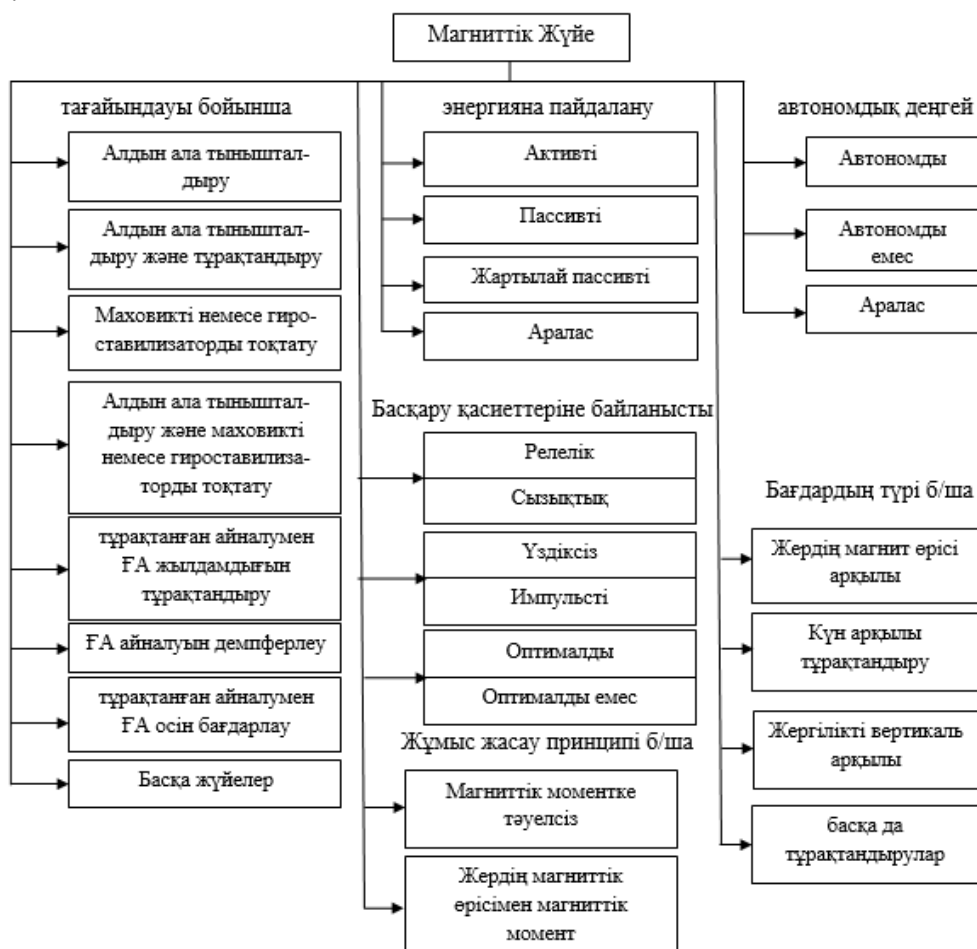 Магниттік Жүйе
тағайындауы бойынша
Алдын ала тыныштал-
дыру
Алдын ала тыныштал-
дыру және тұрақтандыру
Маховикті немесе гиро-
ставилизаторды тоқтату
Алдын ала тыныштал-
дыру және маховикті
немесе гироставилиза-
торды тоқтату
тұрақтанған айналумен
ҒА жылдамдығын
тұрақтандыру
ҒА айналуын демпферлеу
тұрақтанған айналумен
ҒА осін бағдарлау
Басқа жүйелер
энергияна пайдалану
Активті
Пассивті
Жартылай пассивті
Аралас
Басқару қасиеттеріне байланысты
Релелік
Сызықтық
Үздіксіз
Импульсті
Оптималды
Оптималды емес
Жұмыс жасау принципі б/ша
Магниттік моментке
тәуелсіз
Жердің магниттік
өрісімен магниттік
момент
автономдық деңгей
Автономды
Автономды
емес
Аралас
Бағдардың түрі б/ша
Жердің магнит өрісі
арқылы
Күн арқылы
тұрақтандыру
Жергілікті вертикаль
арқылы
басқа да
тұрақтандырулар